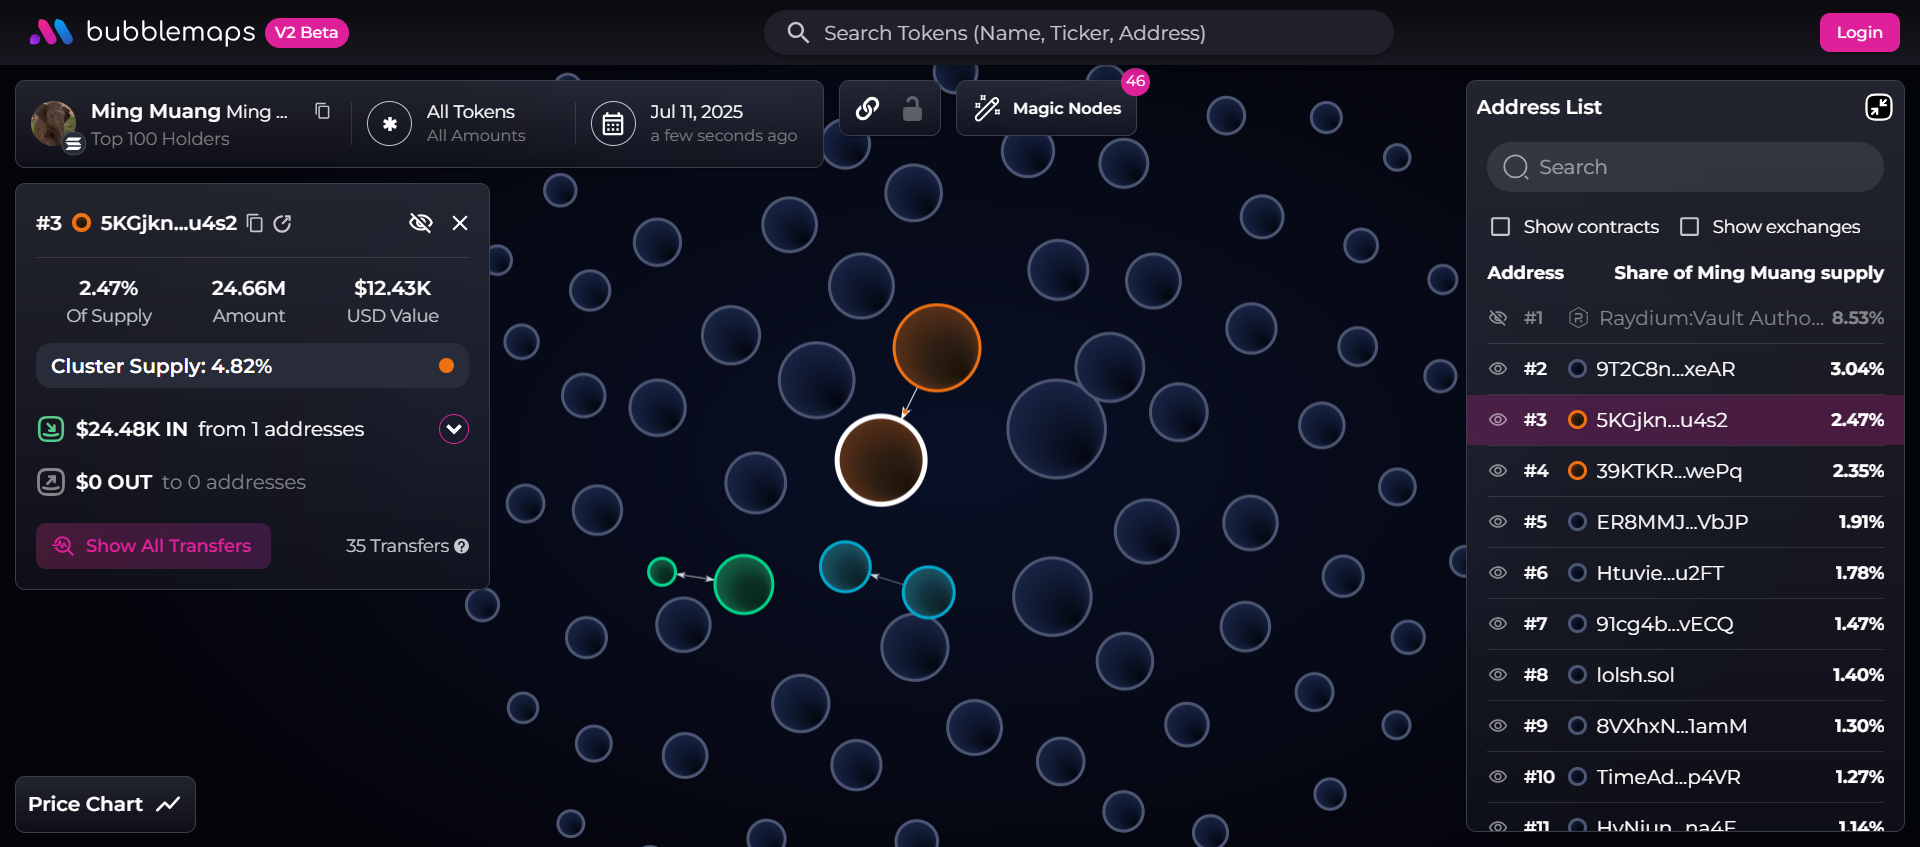 bubblemaps V2 Beta
Search Tokens (Name, Ticker, Address)
Login
Ming Muang Ming ...
Top 100 Holders
All Tokens
All Amounts
Jul 11, 2025
a few seconds ago
Magic Nodes
46
#3 5KGjkn...u4s2
2.47% 24.66M $12.43K
Of Supply Amount USD Value
Cluster Supply: 4.82%
$24.48K IN from 1 addresses
$0 OUT to 0 addresses
Show All Transfers 35 Transfers ?
Price Chart
Address List
Search
Show contracts Show exchanges
Address Share of Ming Muang supply
#1 Raydium:Vault Autho... 8.53%
#2 9T2C8n...xeAR 3.04%
#3 5KGjkn...u4s2 2.47%
#4 39KTKR...wePq 2.35%
#5 ER8MMJ...VbJP 1.91%
#6 Htuvie...u2FT 1.78%
#7 91cg4b...vECQ 1.47%
#8 lolsh.sol 1.40%
#9 8VXhxN...1amM 1.30%
#10 TimeAd...p4VR 1.27%
#11 1.14%